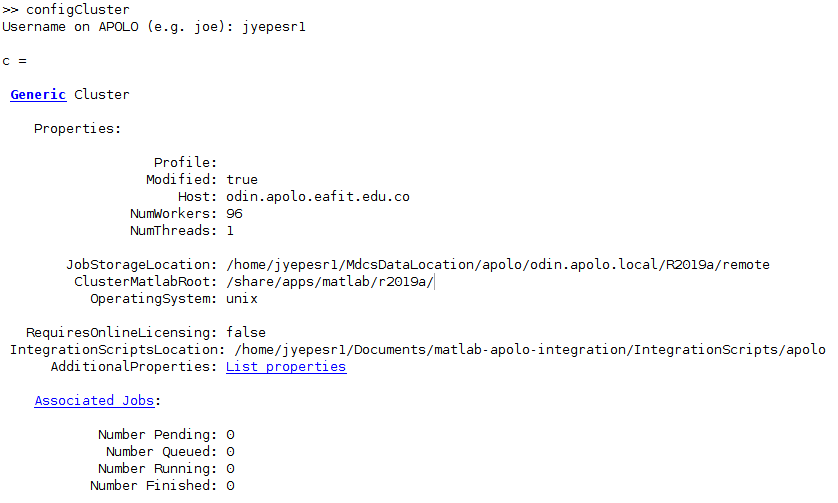 >> configCluster
Username on APOLO (e.g. joe): jyepesr1
c =
Generic Cluster
Properties:
Profile:
Modified: true
Host: odin.apolo.eafit.edu.co
NumWorkers: 96
NumThreads: 1
JobStorageLocation: /home/jyepesr1/MdcsDataLocation/apolo/odin.apolo.local/R2019a/remote
ClusterMatlabRoot: /share/apps/matlab/r2019a/
OperatingSystem: unix
RequiresOnlineLicensing: false
IntegrationScriptsLocation: /home/jyepesr1/Documents/matlab-apolo-integration/IntegrationScripts/apolo
AdditionalProperties: List properties
Associated Jobs:
Number Pending: 0
Number Queued: 0
Number Running: 0
Number Finished: 0